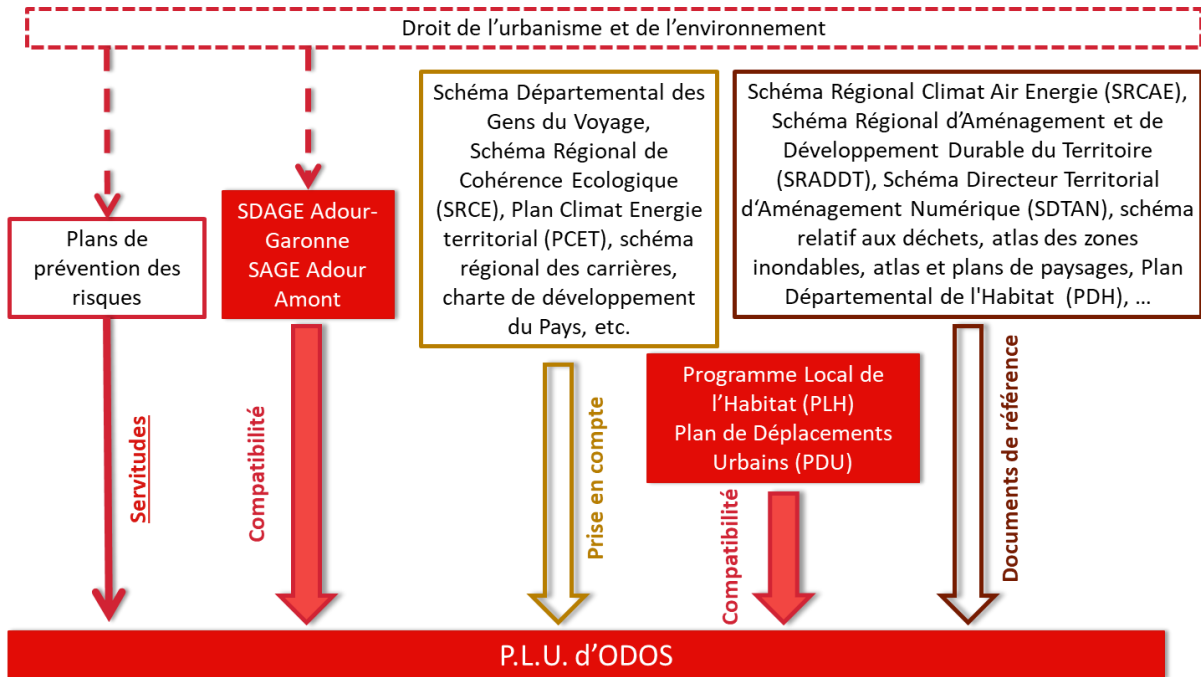 Droit de l’urbanisme et de l’environnement
Plans de
prévention des
risques
SDAGE Adour-
Garonne
SAGE Adour
Amont
Schéma Départemental des
Gens du Voyage,
Schéma Régional de
Cohérence Ecologique
(SRCE), Plan Climat Energie
territorial (PCET), schéma
régional des carrières,
charte de développement
du Pays, etc.
Schéma Régional Climat Air Energie (SRCAE),
Schéma Régional d’Aménagement et de
Développement Durable du Territoire
(SRADDT), Schéma Directeur Territorial
d‘Aménagement Numérique (SDTAN), schéma
relatif aux déchets, atlas des zones
inondables, atlas et plans de paysages, Plan
Départemental de l'Habitat (PDH), ...
Programme Local de
l’Habitat (PLH)
Plan de Déplacements
Urbains (PDU)
Servitudes
Compatibilité
Prise en compte
Compatibilité
Documents de référence
P.L.U. d’ODOS